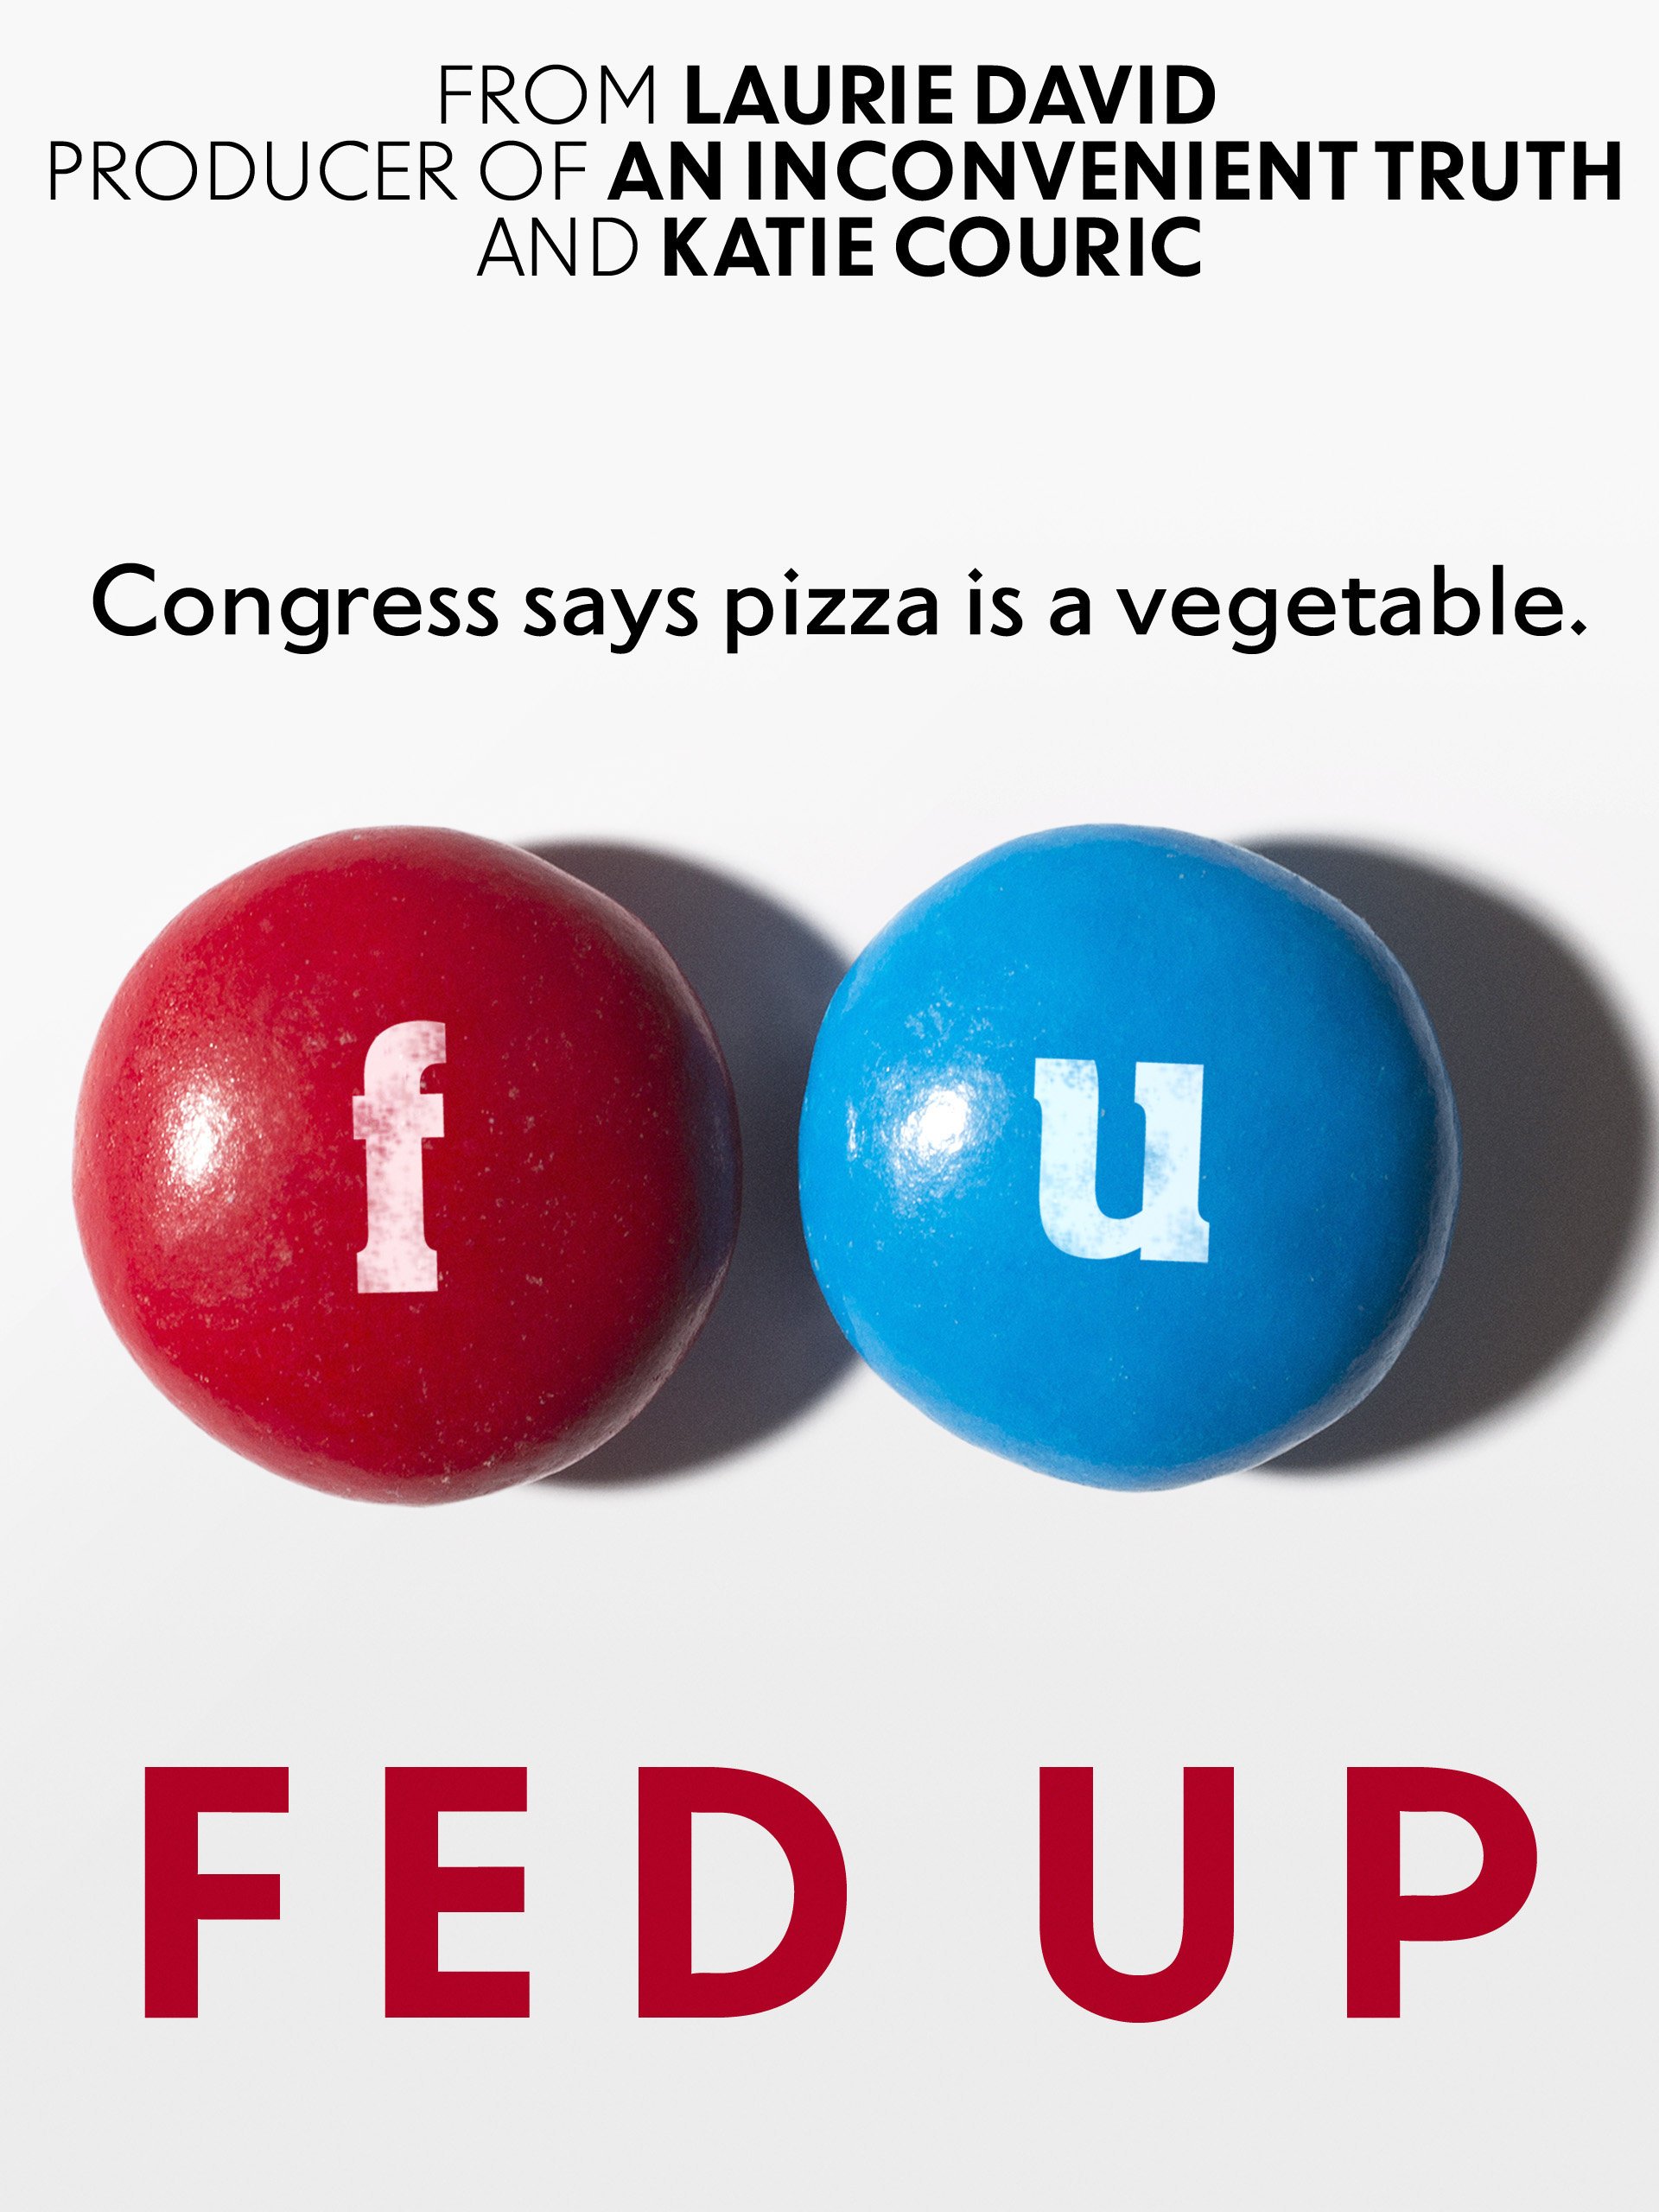 FROM LAURIE DAVID
PRODUCER OF AN INCONVENIENT TRUTH
AND KATIE COURIC
Congress says pizza is a vegetable.
f u
FED UP